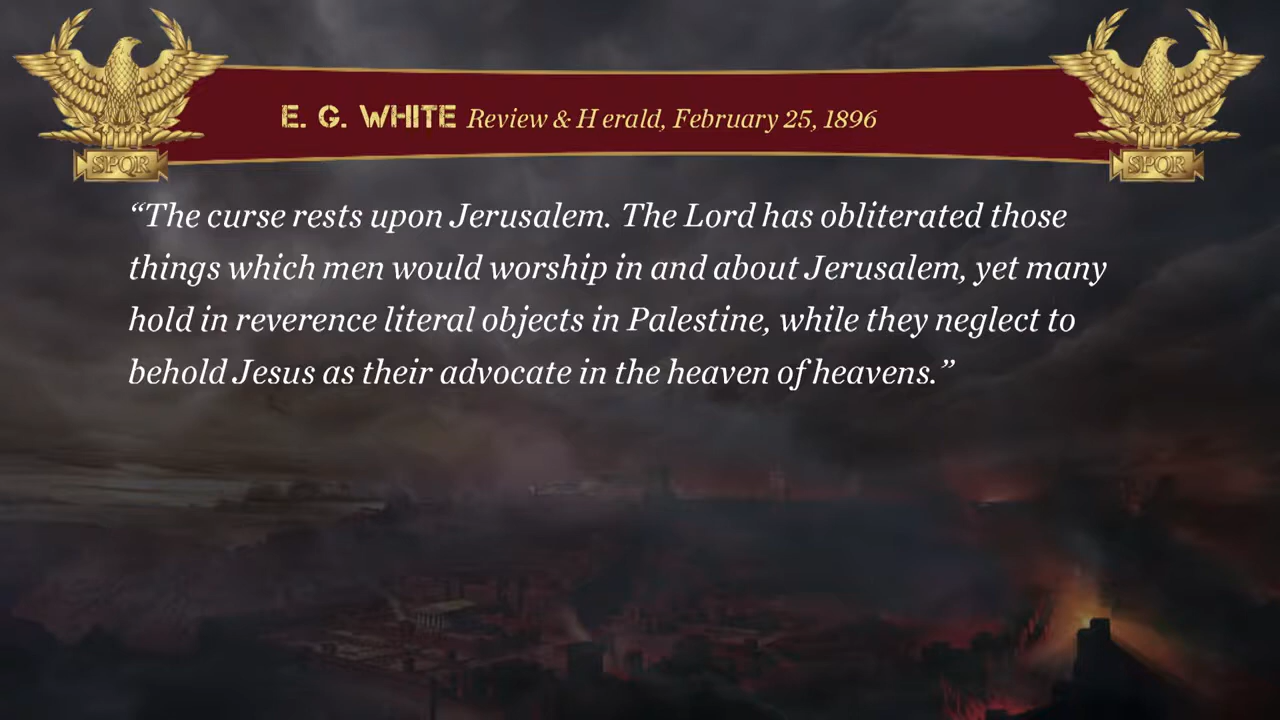 E. G. WHITE Review & H erald, February 25, 1896
SPQR SPQR
“The curse rests upon Jerusalem. The Lord has obliterated those
things which men would worship in and about Jerusalem, yet many
hold in reverence literal objects in Palestine, while they neglect to
behold Jesus as their advocate in the heaven of heavens.”